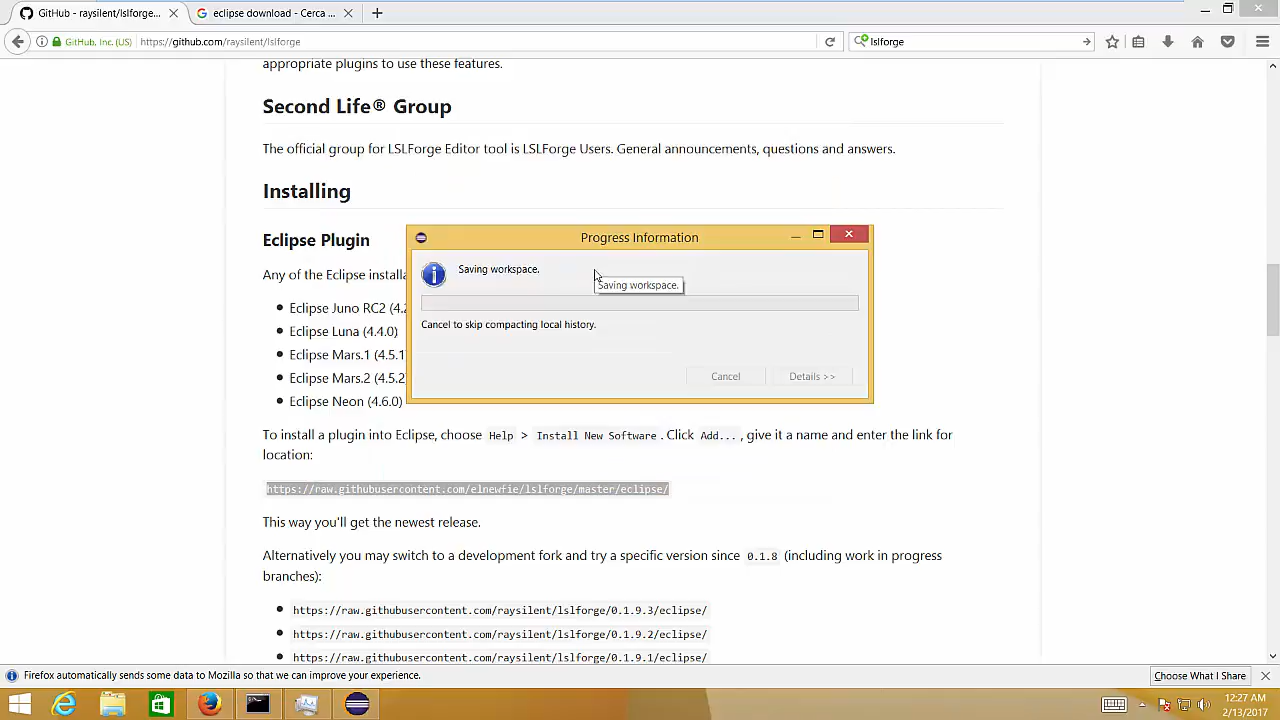 GitHub - raysilent/lslforge...
eclipse download - Cerca ...
GitHub, Inc. (US)
https://github.com/raysilent/lslforge
lslforge
appropriate plugins to use these features.
Second Life® Group
The official group for LSLForge Editor tool is LSLForge Users. General announcements, questions and answers.
Installing
Eclipse Plugin
Any of the Eclipse installa
Eclipse Juno RC2 (4.2
Eclipse Luna (4.4.0)
Eclipse Mars.1 (4.5.1
Eclipse Mars.2 (4.5.2
Eclipse Neon (4.6.0)
Progress Information
Saving workspace.
Saving workspace.
Cancel to skip compacting local history.
Cancel
Details >>
To install a plugin into Eclipse, choose Help > Install New Software. Click Add..., give it a name and enter the link for
location:
https://raw.githubusercontent.com/elnewfie/lslforge/master/eclipse/
This way you'll get the newest release.
Alternatively you may switch to a development fork and try a specific version since 0.1.8 (including work in progress
branches):
https://raw.githubusercontent.com/raysilent/lslforge/0.1.9.3/eclipse/
https://raw.githubusercontent.com/raysilent/lslforge/0.1.9.2/eclipse/
https://raw.githubusercontent.com/raysilent/lslforge/0.1.9.1/eclipse/
Firefox automatically sends some data to Mozilla so that we can improve your experience.
Choose What I Share
12:27 AM
2/13/2017